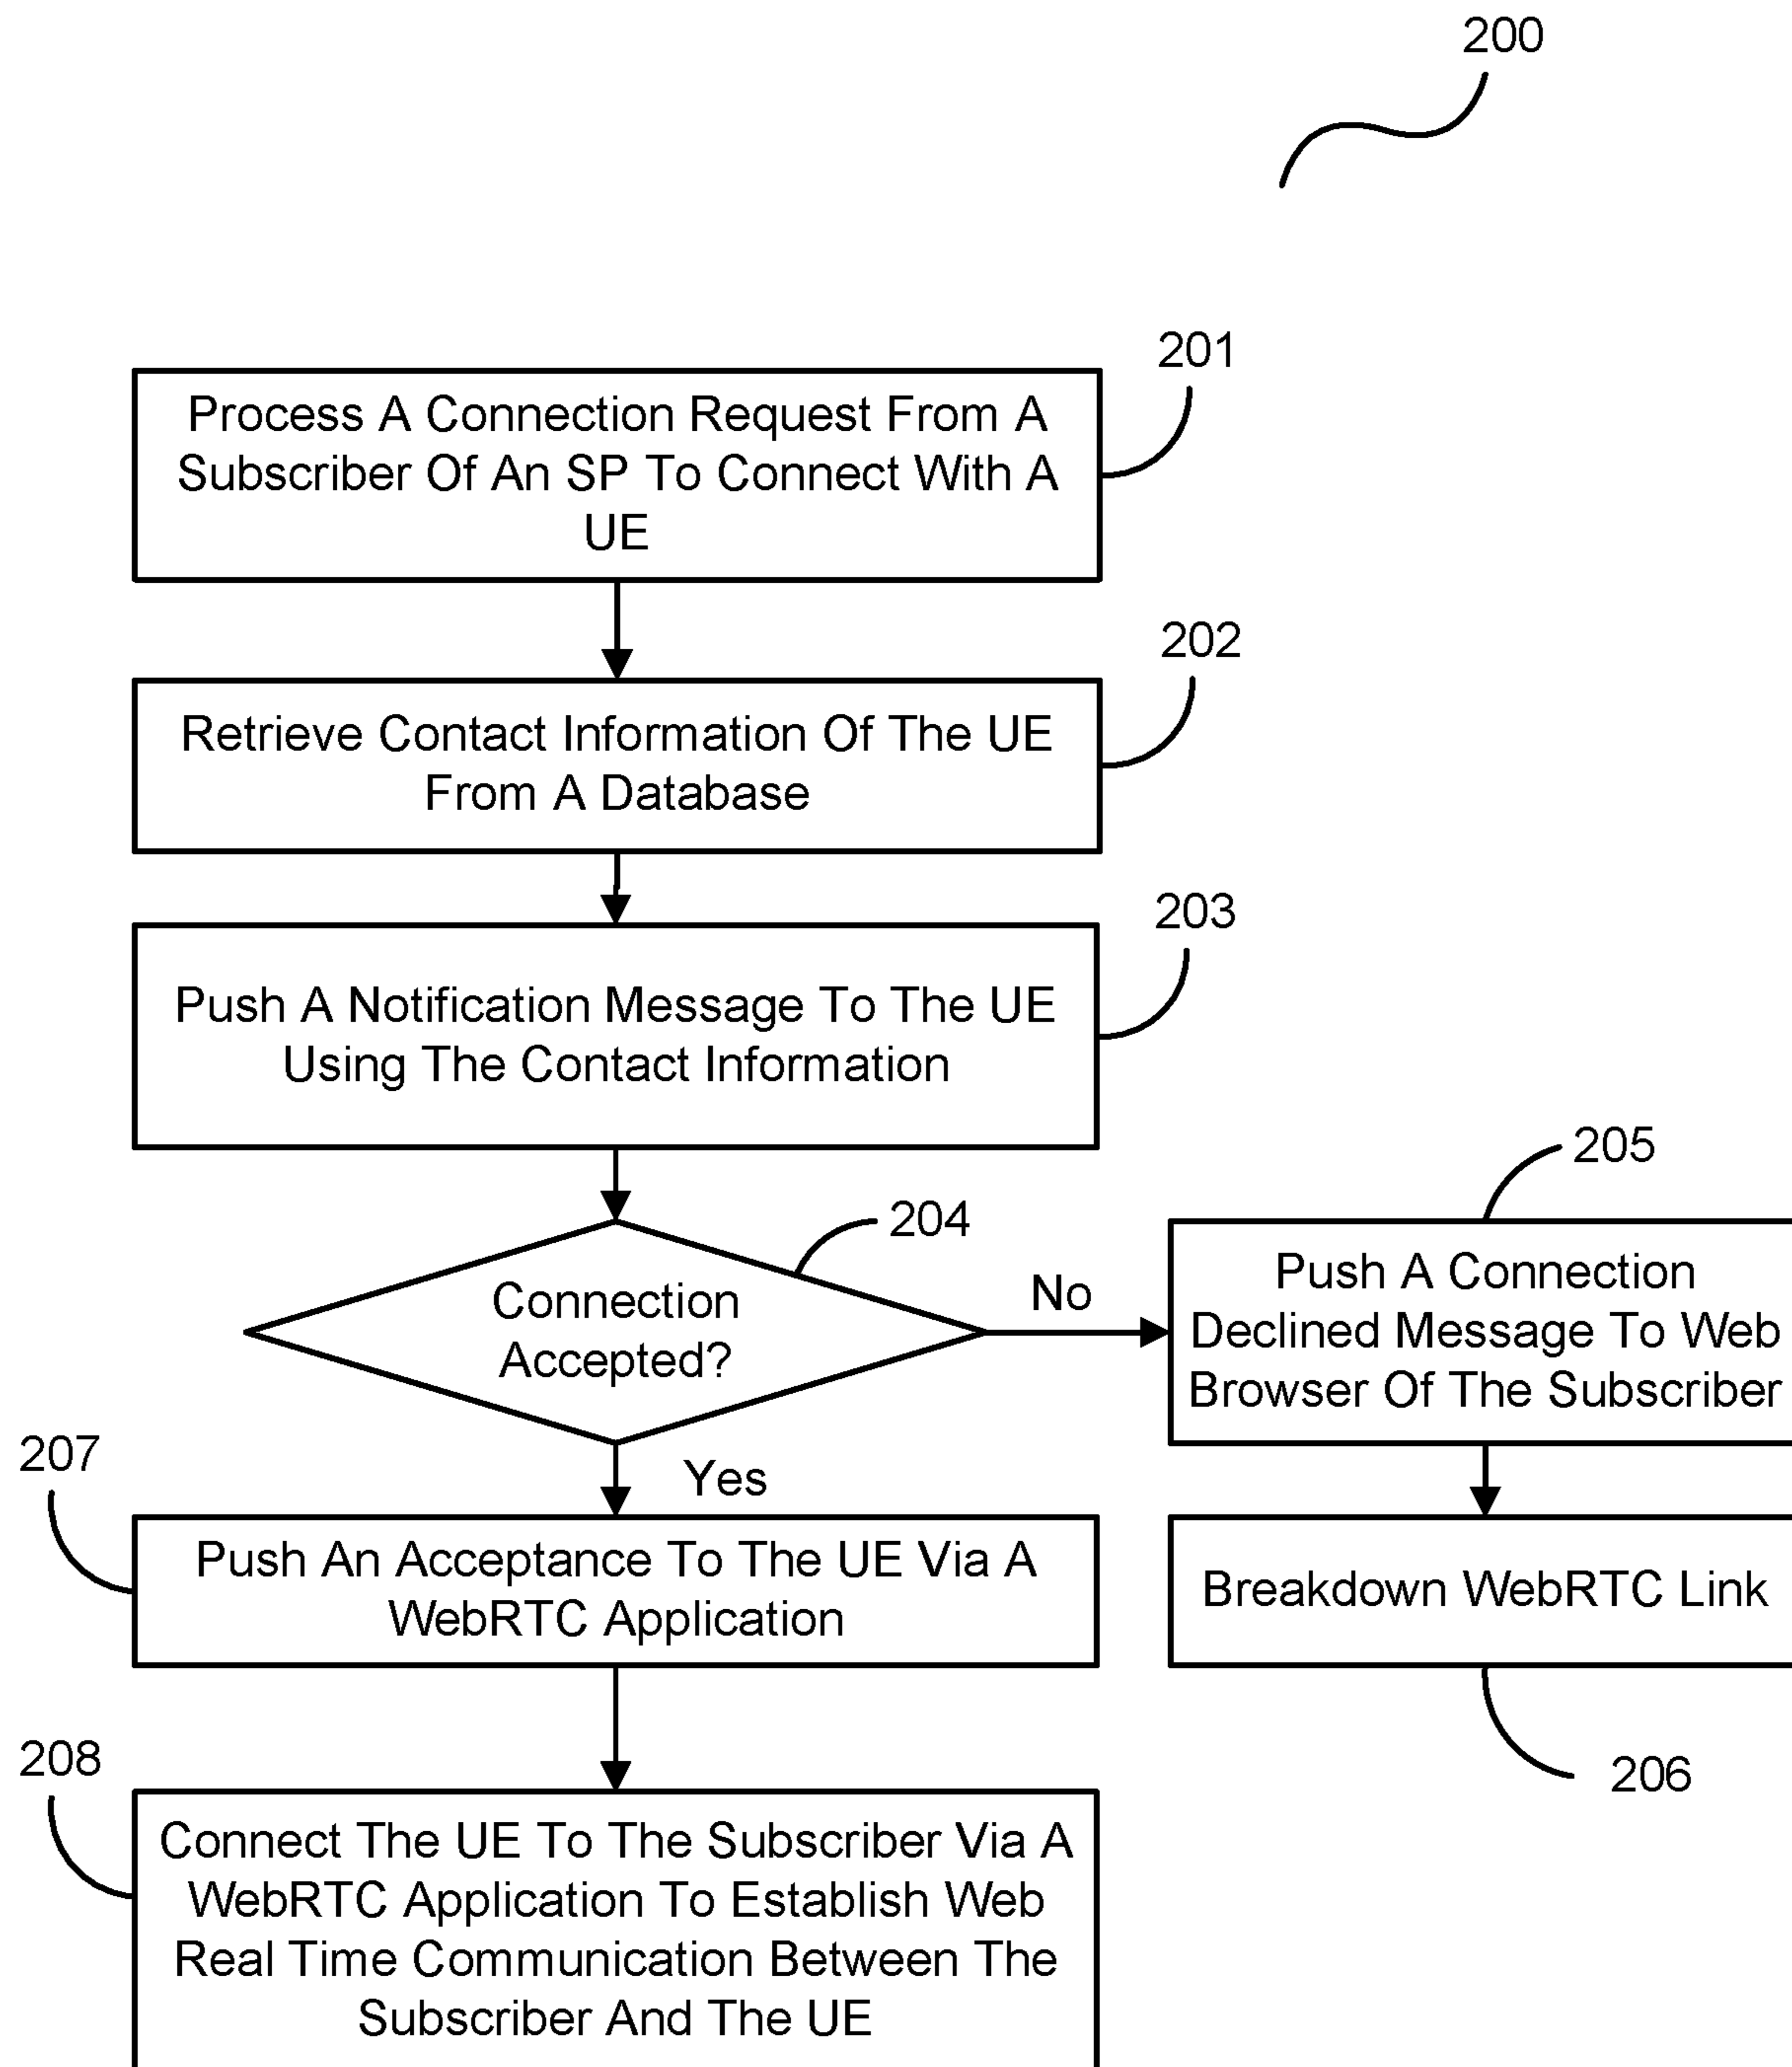 200
201
Process A Connection Request From A
Subscriber Of An SP To Connect With A
UE
202
Retrieve Contact Information Of The UE
From A Database
203
Push A Notification Message To The UE
Using The Contact Information
204
Connection
Accepted?
No
205
Push A Connection
Declined Message To Web
Browser Of The Subscriber
Yes
207
Push An Acceptance To The UE Via A
WebRTC Application
Breakdown WebRTC Link
206
208
Connect The UE To The Subscriber Via A
WebRTC Application To Establish Web
Real Time Communication Between The
Subscriber And The UE